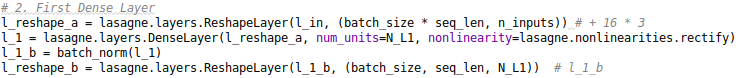 # 2. First Dense Layer
l_reshape_a = lasagne.layers.ReshapeLayer(l_in, (batch_size * seq_len, n_inputs)) # + 16 * 3
l_1 = lasagne.layers.DenseLayer(l_reshape_a, num_units=N_L1, nonlinearity=lasagne.nonlinearities.rectify)
l_1_b = batch_norm(l_1)
l_reshape_b = lasagne.layers.ReshapeLayer(l_1_b, (batch_size, seq_len, N_L1))  # l_1_b